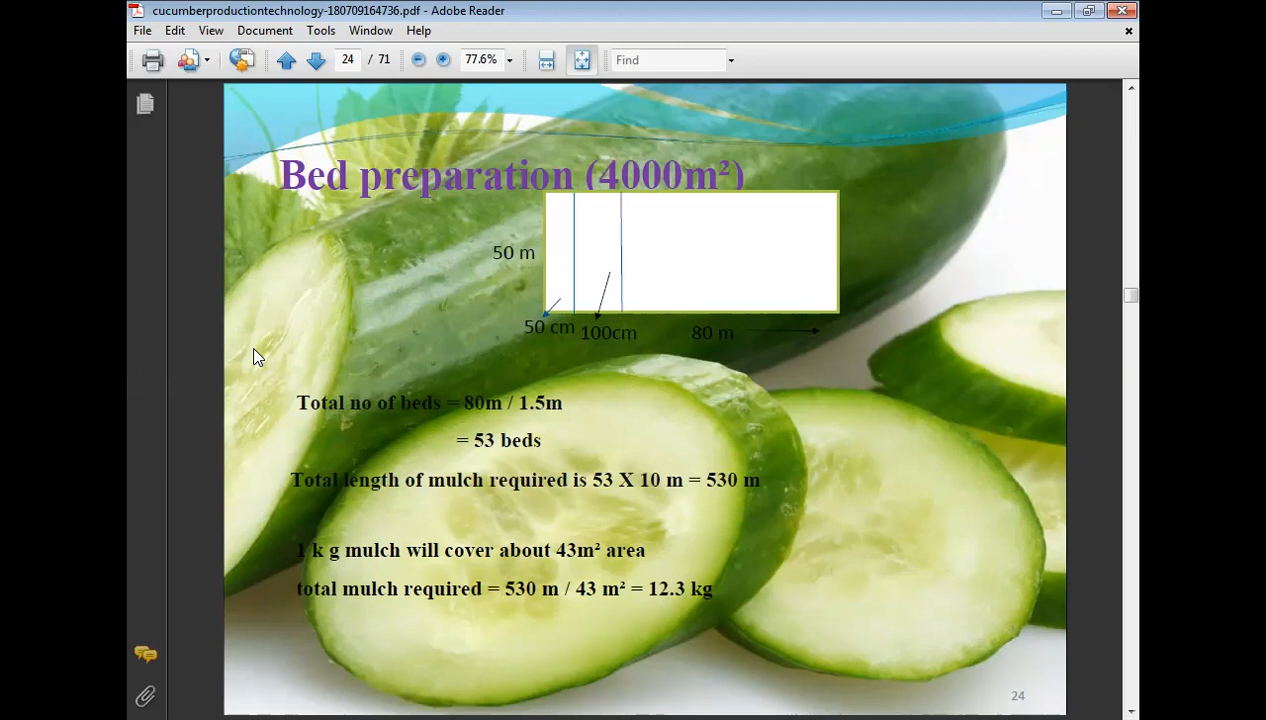 cucumberproductiontechnology-180709164736.pdf - Adobe Reader
File Edit View Document Tools Window Help
24 / 71 77.6% Find
Bed preparation (4000m²)
50 m
50 cm 100cm 80 m
Total no of beds = 80m / 1.5m
= 53 beds
Total length of mulch required is 53 X 10 m = 530 m
1 k g mulch will cover about 43m² area
total mulch required = 530 m / 43 m² = 12.3 kg
24